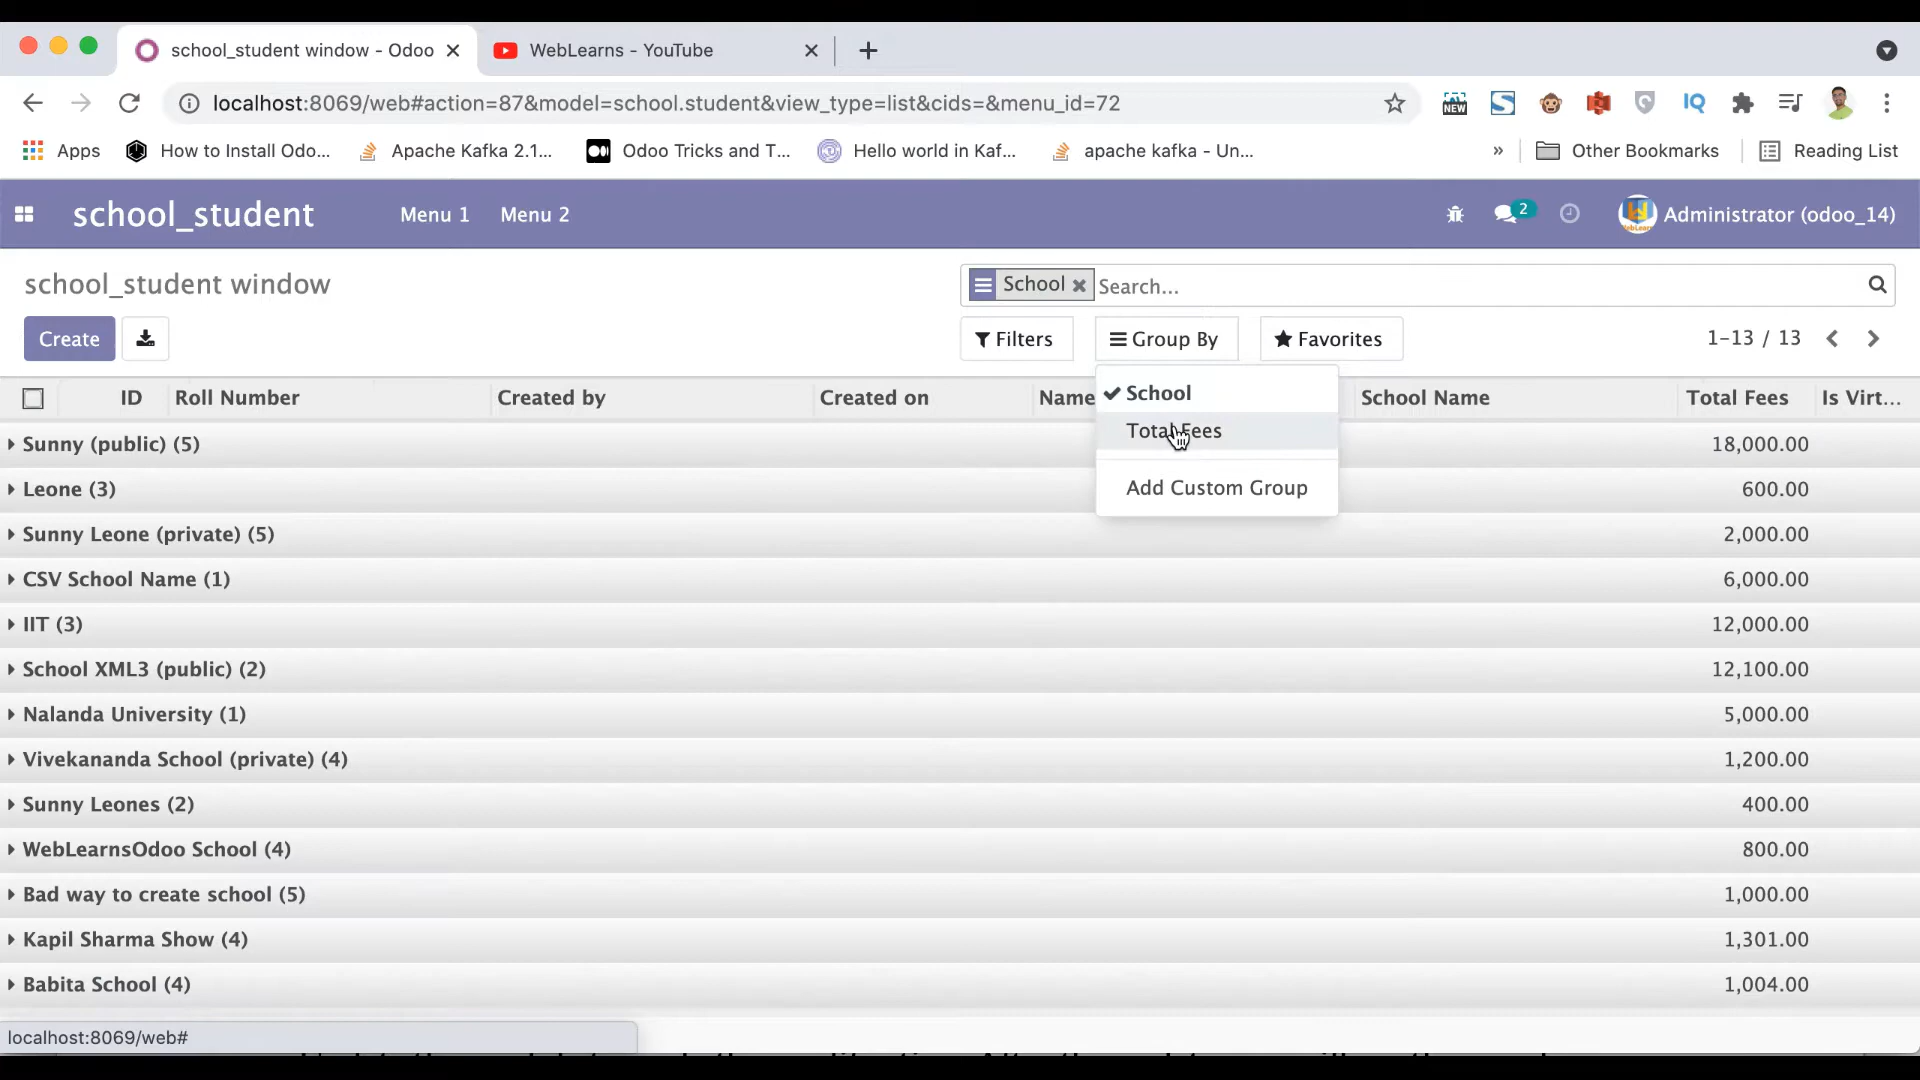 school_student window - Odoo
WebLearns - YouTube
localhost:8069/web#action=87&model=school.student&view_type=list&cids=&menu_id=72
NEW
IQ
Apps
How to Install Odo...
Apache Kafka 2.1...
Odoo Tricks and T...
Hello world in Kaf...
apache kafka - Un...
»
Other Bookmarks
Reading List
school_student
Menu 1
Menu 2
2
Administrator (odoo_14)
school_student window
School
Search...
Create
Filters
Group By
Favorites
1-13 / 13
ID
Roll Number
Created by
Created on
Name
School Name
Total Fees
Is Virt...
School
Total Fees
Add Custom Group
Sunny (public) (5) 18,000.00
Leone (3) 600.00
Sunny Leone (private) (5) 2,000.00
CSV School Name (1) 6,000.00
IIT (3) 12,000.00
School XML3 (public) (2) 12,100.00
Nalanda University (1) 5,000.00
Vivekananda School (private) (4) 1,200.00
Sunny Leones (2) 400.00
WebLearnsOdoo School (4) 800.00
Bad way to create school (5) 1,000.00
Kapil Sharma Show (4) 1,301.00
Babita School (4) 1,004.00
localhost:8069/web#